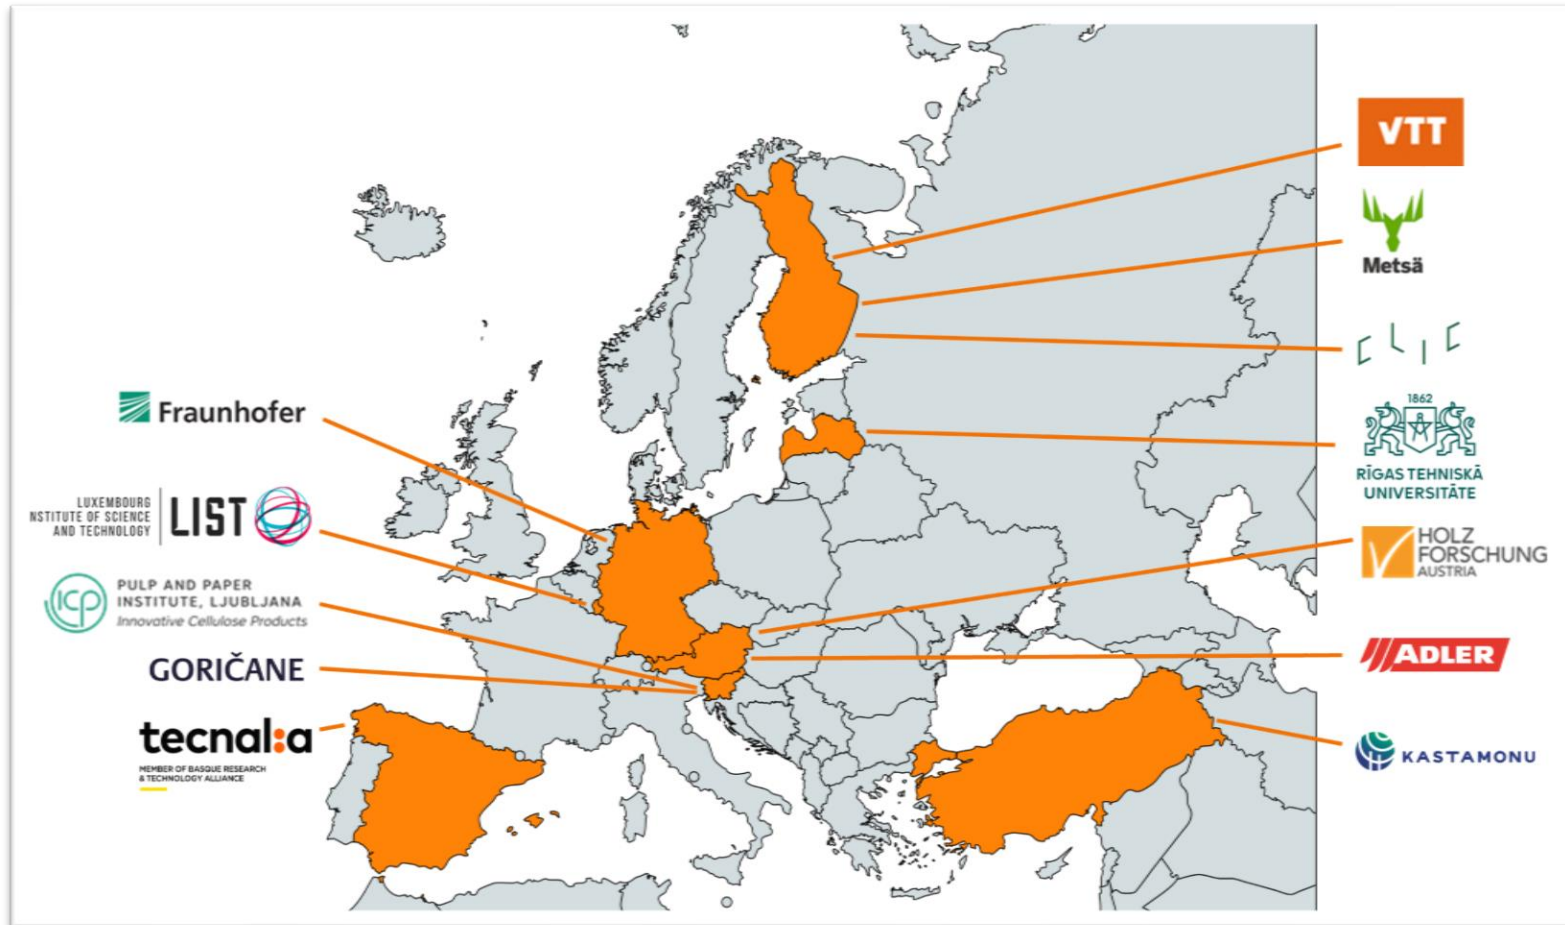 Fraunhofer
LUXEMBOURG
NSTITUTE OF SCIENCE
AND TECHNOLOGY
LIST
icp
PULP AND PAPER
INSTITUTE, LJUBLJANA
Innovative Cellulose Products
GORIČANE
tecnal:a
MEMBER OF BASQUE RESEARCH
& TECHNOLOGY ALLIANCE
VTT
Metsä
CLIC
1862
RĪGAS TEHNISKĀ
UNIVERSITĀTE
HOLZ
FORSCHUNG
AUSTRIA
ADLER
KASTAMONU